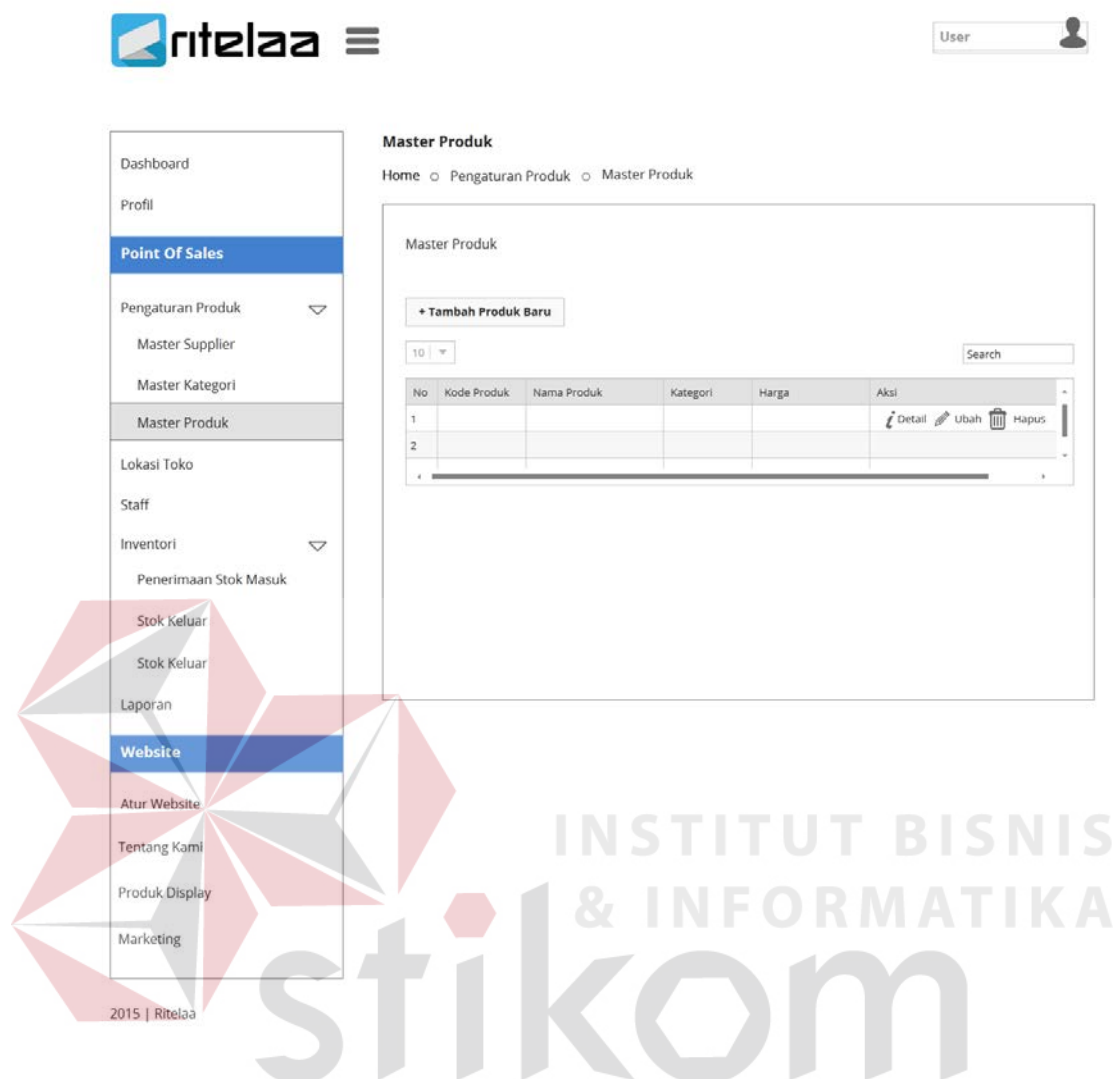 ritelaa
User
Dashboard
Profil
Point Of Sales
Pengaturan Produk
Master Supplier
Master Kategori
Master Produk
Lokasi Toko
Staff
Inventori
Penerimaan Stok Masuk
Stok Keluar
Stok Keluar
Laporan
Website
Atur Website
Tentang Kami
Produk Display
Marketing
2015 | Ritelaa
Master Produk
Home Pengaturan Produk Master Produk
Master Produk
+ Tambah Produk Baru
10
Search
No Kode Produk Nama Produk Kategori Harga Aksi
1 Detail Ubah Hapus
2
INSTITUT BISNIS
& INFORMATIKA
stikom